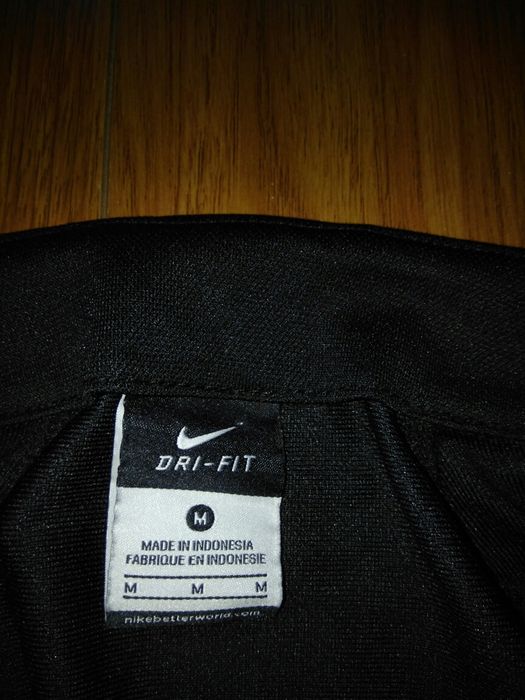 DRI-FIT
M
MADE IN INDONESIA
FABRIQUE EN INDONESIE
M M M
nikebetterworld.com